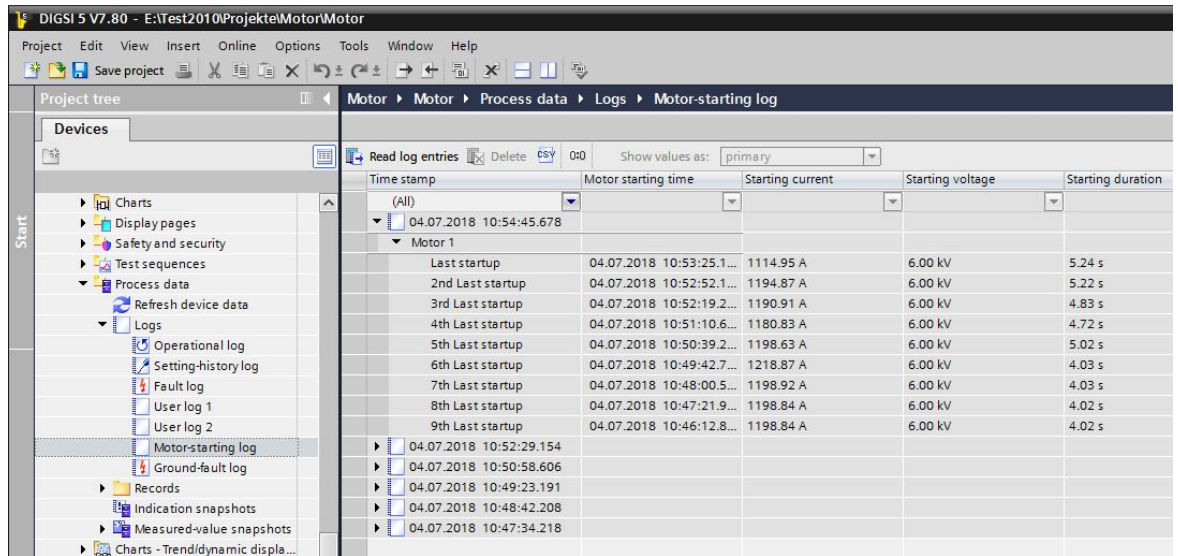 DIGSI 5 V7.80 - E:\Test2010\Projekte\Motor\Motor
Project Edit View Insert Online Options Tools Window Help
Save project
Project tree
Motor Motor Process data Logs Motor-starting log
Devices
Start
Read log entries Delete CSV 0:0 Show values as: primary
Time stamp Motor starting time Starting current Starting voltage Starting duration
(All)
Charts
Display pages
Safety and security
Test sequences
Process data
Refresh device data
Logs
Operational log
Setting-history log
Fault log
User log 1
User log 2
Motor-starting log
Ground-fault log
Records
Indication snapshots
Measured-value snapshots
Charts - Trend/dynamic displa...
04.07.2018 10:54:45.678
Motor 1
Last startup 04.07.2018 10:53:25.1... 1114.95 A 6.00 kV 5.24 s
2nd Last startup 04.07.2018 10:52:52.1... 1194.87 A 6.00 kV 5.22 s
3rd Last startup 04.07.2018 10:52:19.2... 1190.91 A 6.00 kV 4.83 s
4th Last startup 04.07.2018 10:51:10.6... 1180.83 A 6.00 kV 4.72 s
5th Last startup 04.07.2018 10:50:39.2... 1198.63 A 6.00 kV 5.02 s
6th Last startup 04.07.2018 10:49:42.7... 1218.87 A 6.00 kV 4.03 s
7th Last startup 04.07.2018 10:48:00.5... 1198.92 A 6.00 kV 4.03 s
8th Last startup 04.07.2018 10:47:21.9... 1198.84 A 6.00 kV 4.02 s
9th Last startup 04.07.2018 10:46:12.8... 1198.84 A 6.00 kV 4.02 s
04.07.2018 10:52:29.154
04.07.2018 10:50:58.606
04.07.2018 10:49:23.191
04.07.2018 10:48:42.208
04.07.2018 10:47:34.218